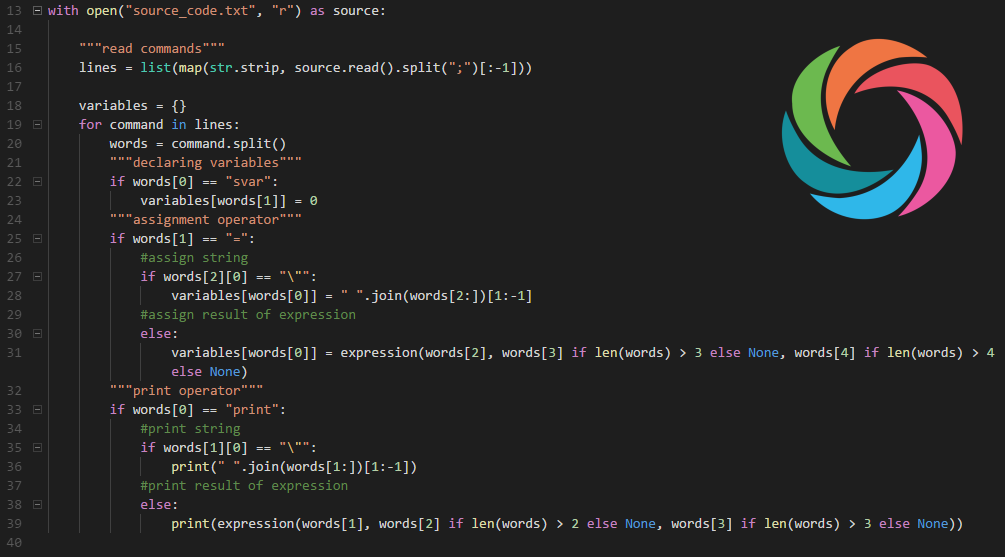 13 with open("source_code.txt", "r") as source:
14
15 """read commands"""
16 lines = list(map(str.strip, source.read().split(";")[:-1]))
17
18 variables = {}
19 for command in lines:
20 words = command.split()
21 """declaring variables"""
22 if words[0] == "svar":
23 variables[words[1]] = 0
24 """assignment operator"""
25 if words[1] == "=":
26 #assign string
27 if words[2][0] == "\"":
28 variables[words[0]] = " ".join(words[2:])[1:-1]
29 #assign result of expression
30 else:
31 variables[words[0]] = expression(words[2], words[3] if len(words) > 3 else None, words[4] if len(words) > 4
else None)
32 """print operator"""
33 if words[0] == "print":
34 #print string
35 if words[1][0] == "\"":
36 print(" ".join(words[1:])[1:-1])
37 #print result of expression
38 else:
39 print(expression(words[1], words[2] if len(words) > 2 else None, words[3] if len(words) > 3 else None))
40